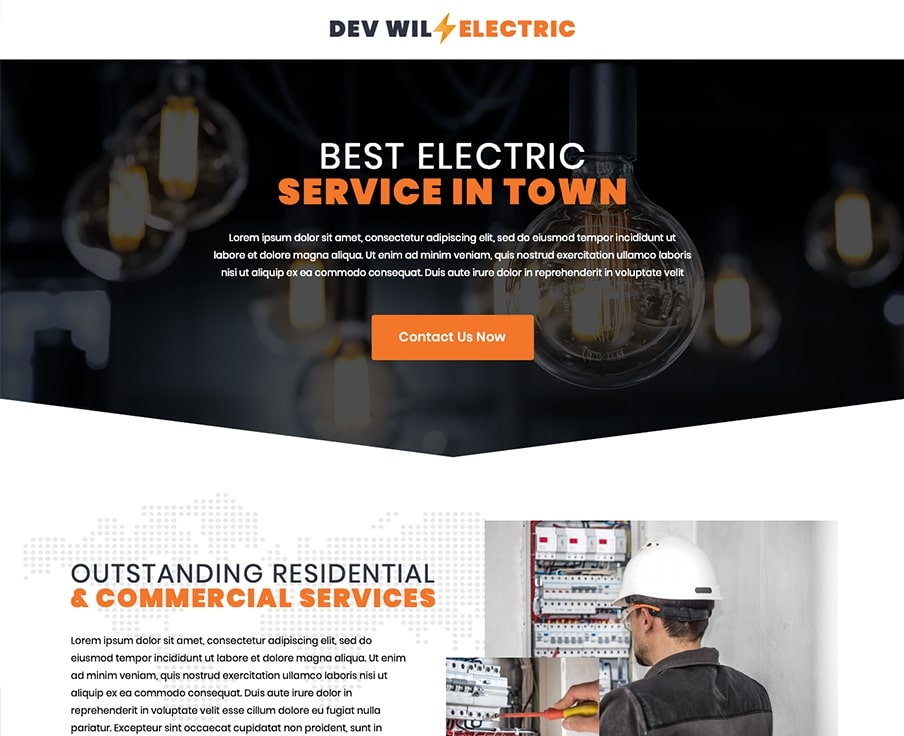 DEV WIL ELECTRIC
BEST ELECTRIC
SERVICE IN TOWN
Lorem ipsum dolor sit amet, consectetur adipiscing elit, sed do eiusmod tempor incididunt ut
labore et dolore magna aliqua. Ut enim ad minim veniam, quis nostrud exercitation ullamco laboris
nisi ut aliquip ex ea commodo consequat. Duis aute irure dolor in reprehenderit in voluptate velit
Contact Us Now
OUTSTANDING RESIDENTIAL
& COMMERCIAL SERVICES
Lorem ipsum dolor sit amet, consectetur adipiscing elit, sed do
eiusmod tempor incididunt ut labore et dolore magna aliqua. Ut enim
ad minim veniam, quis nostrud exercitation ullamco laboris nisi ut
aliquip ex ea commodo consequat. Duis aute irure dolor in
reprehenderit in voluptate velit esse cillum dolore eu fugiat nulla
pariatur. Excepteur sint occaecat cupidatat non proident, sunt in